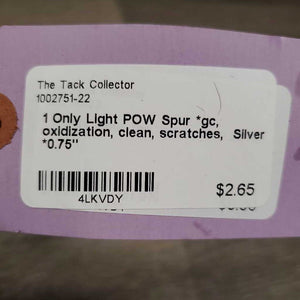 The Tack Collector
1002751-22
1 Only Light POW Spur *gc,
oxidization, clean, scratches, Silver
*0.75"
4LKVDY
$2.65